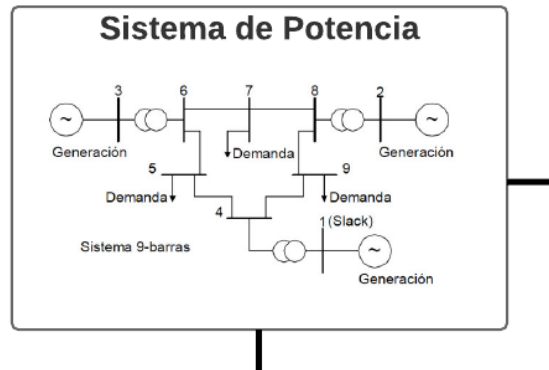 Sistema de Potencia
3 6 7 8 2
~ ~
Generación Demanda Generación
5 9
Demanda Demanda
4
1 (Slack)
Sistema 9-barras ~
Generación